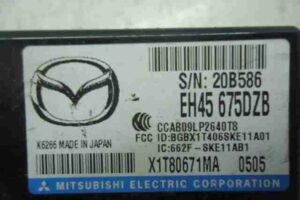 S/N: 20B586
EH45 675DZB
CCAB09LP2640T8
FCC ID:BGBX1T406SKE11A01
IC:662F-SKE11AB1
K6266 MADE IN JAPAN
X1T80671MA 0505
MITSUBISHI ELECTRIC CORPORATION